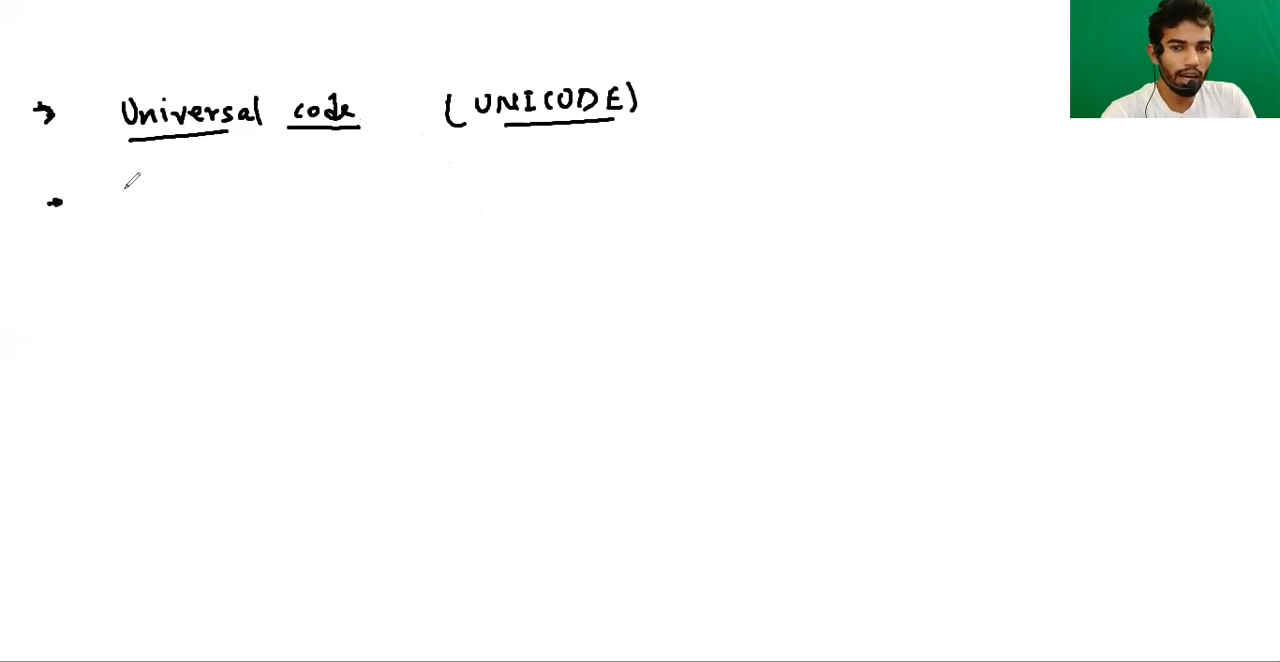 → Universal code (UNICODE)
→